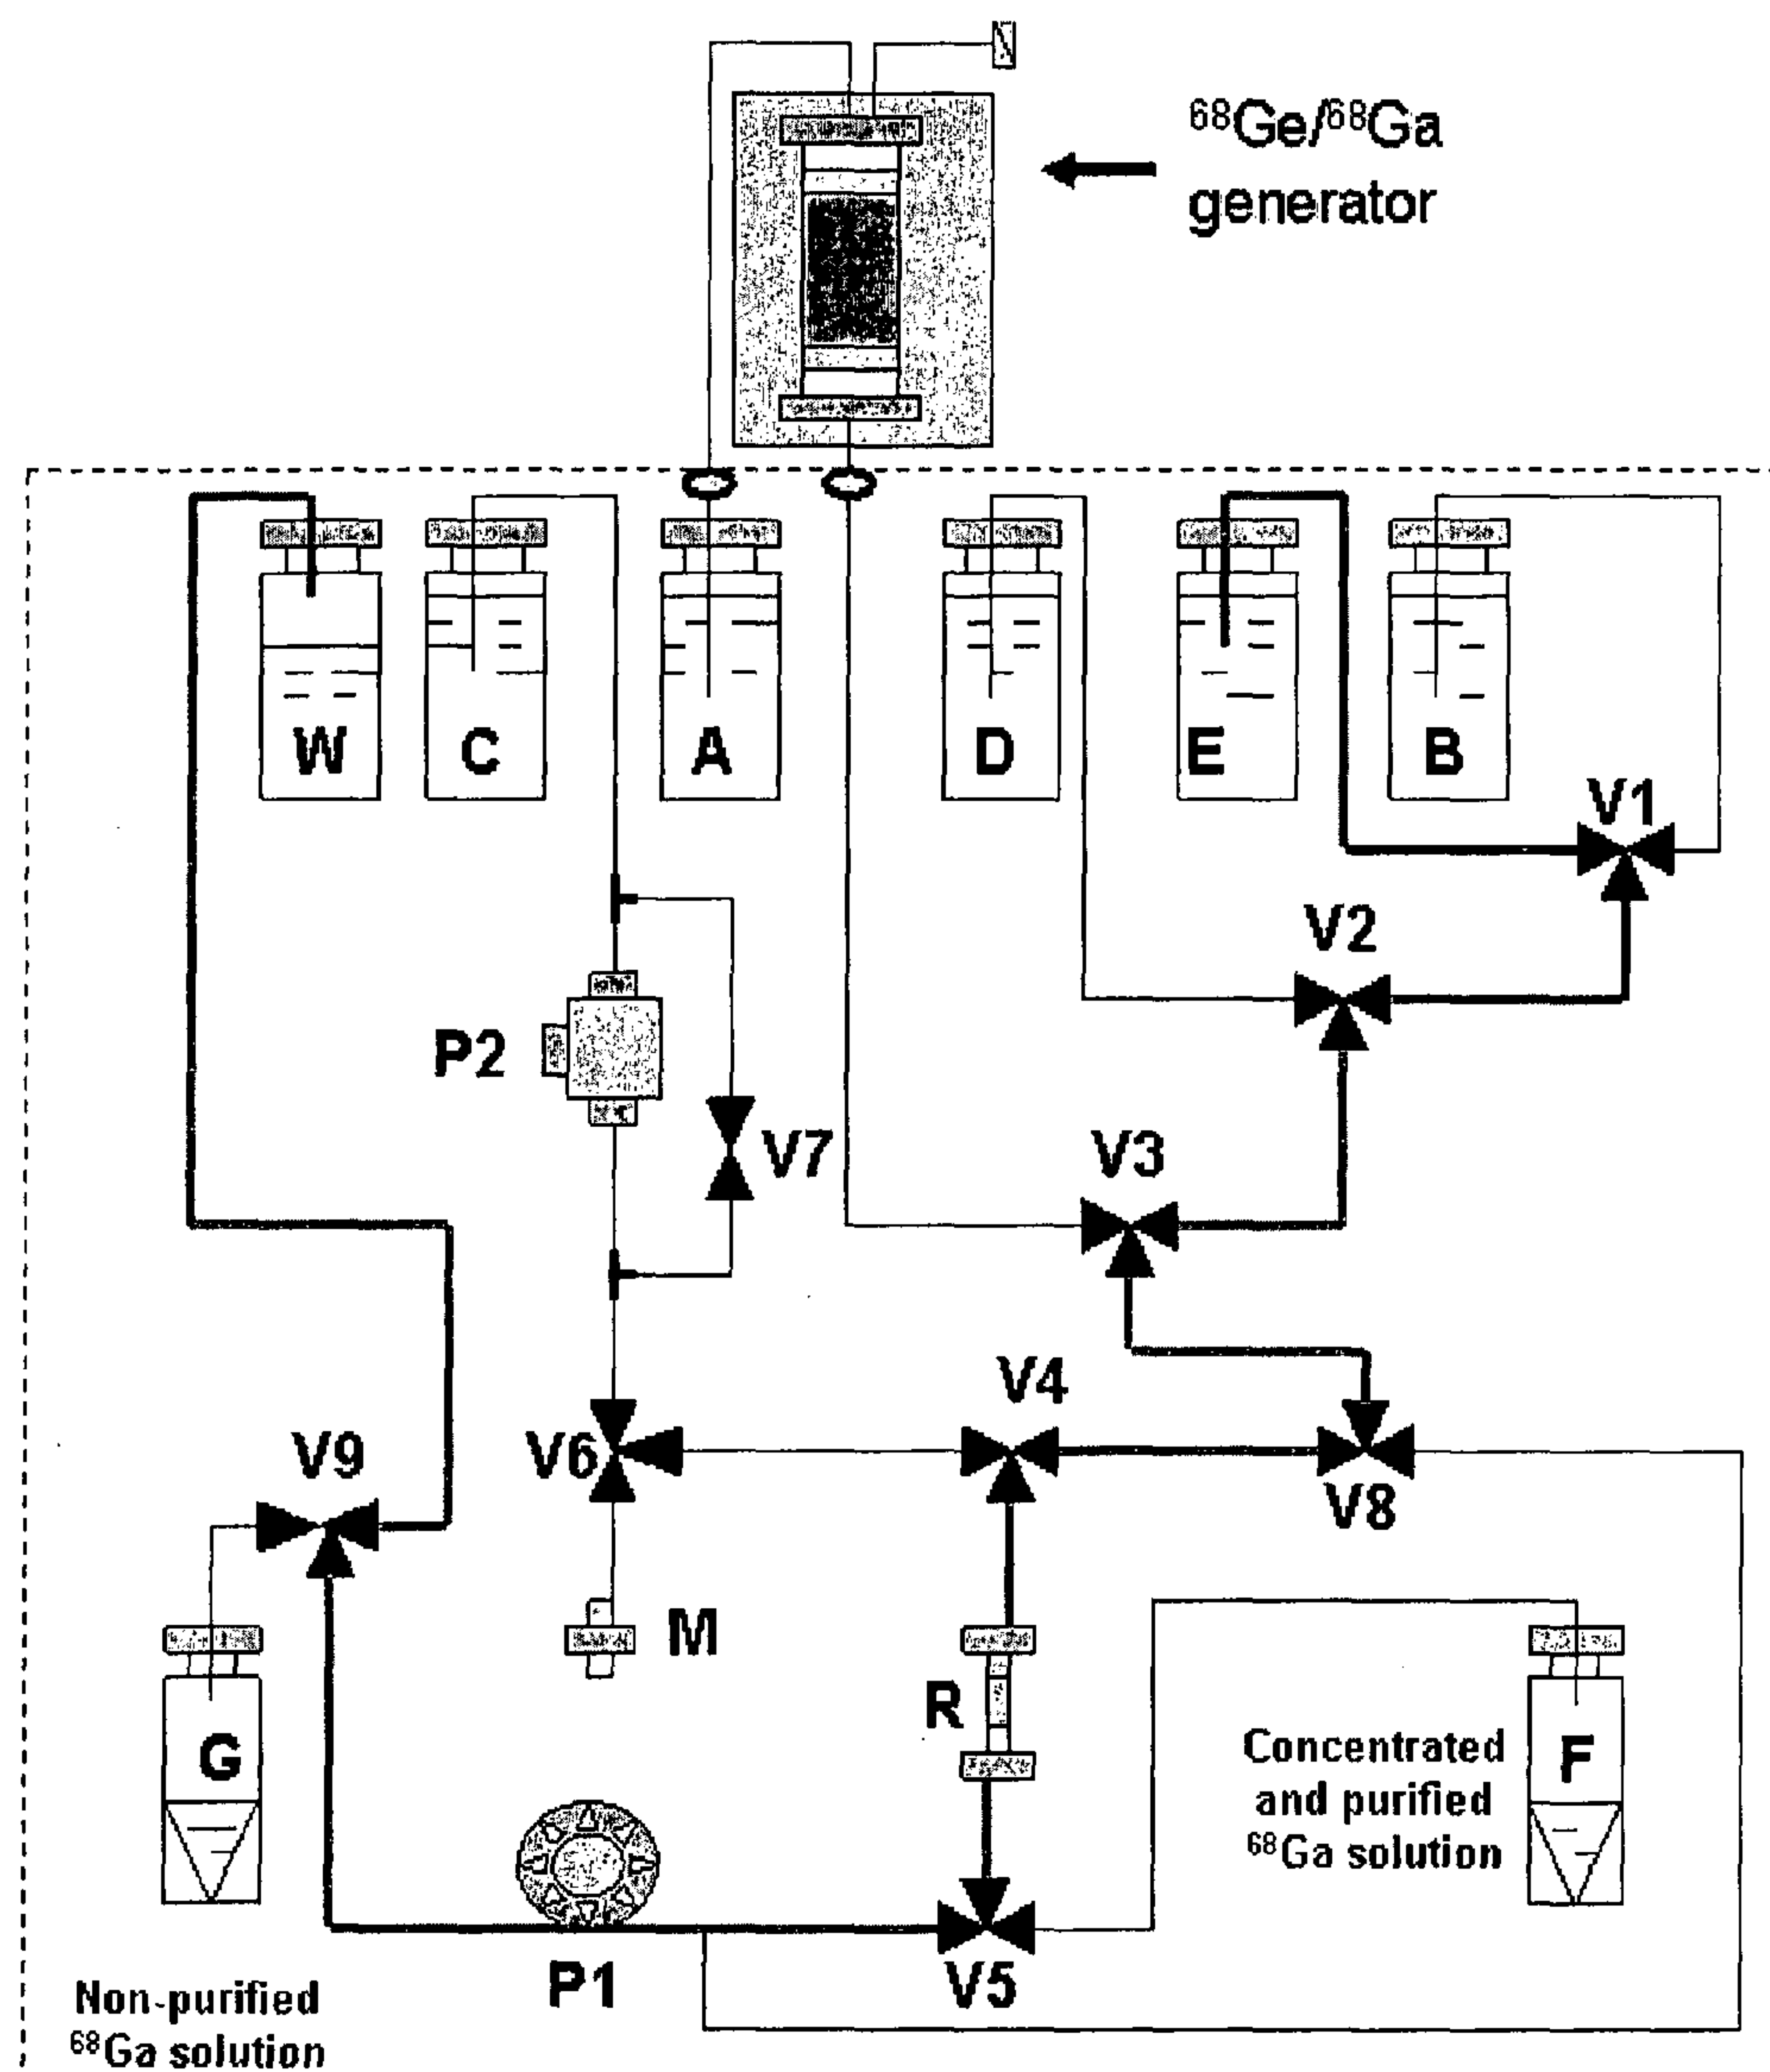 ⁶⁸Ge/⁶⁸Ga
generator
W
C
A
D
E
B
V1
V2
P2
V7
V3
V4
V9
V6
V8
M
R
G
Concentrated
and purified
⁶⁸Ga solution
F
P1
V5
Non-purified
⁶⁸Ga solution